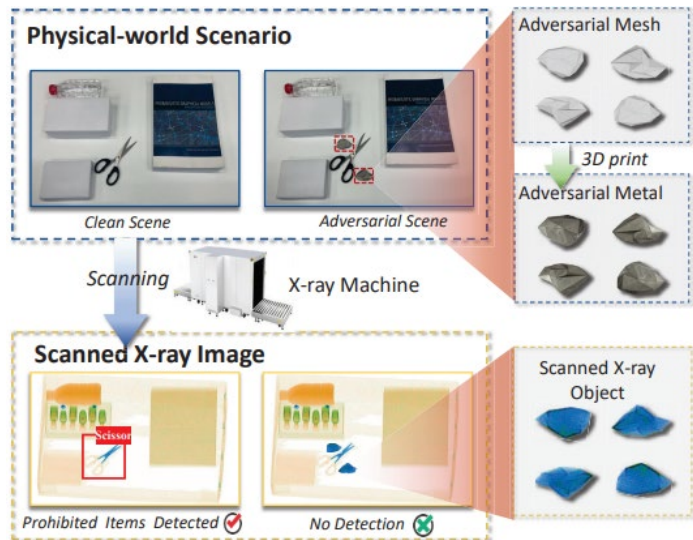 Physical-world Scenario
Clean Scene
Adversarial Scene
Adversarial Mesh
3D print
Adversarial Metal
Scanning
X-ray Machine
Scanned X-ray Image
Scissor
Prohibited Items Detected
No Detection
Scanned X-ray
Object